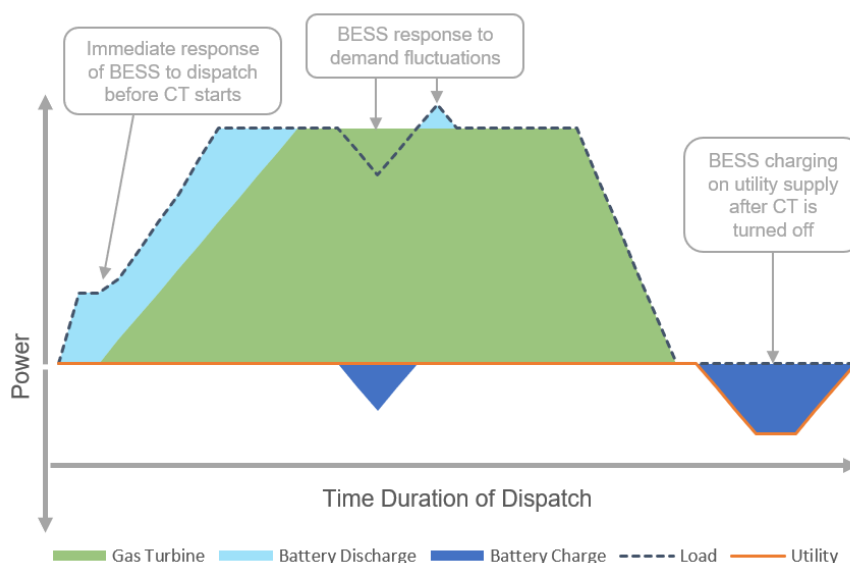 Immediate response
of BESS to dispatch
before CT starts
BESS response to
demand fluctuations
BESS charging
on utility supply
after CT is
turned off
Power
Time Duration of Dispatch
Gas Turbine
Battery Discharge
Battery Charge
Load
Utility